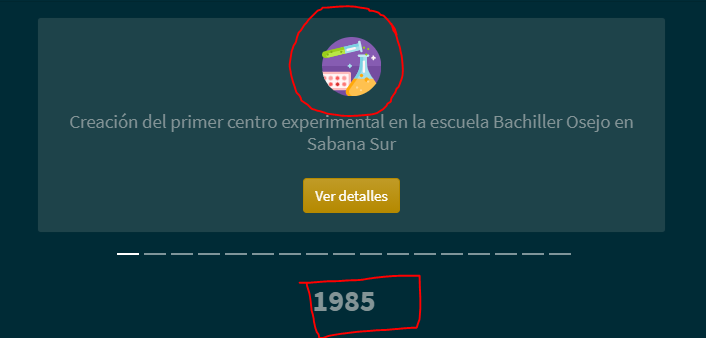 Creación del primer centro experimental en la escuela Bachiller Osejo en
Sabana Sur
Ver detalles
1985